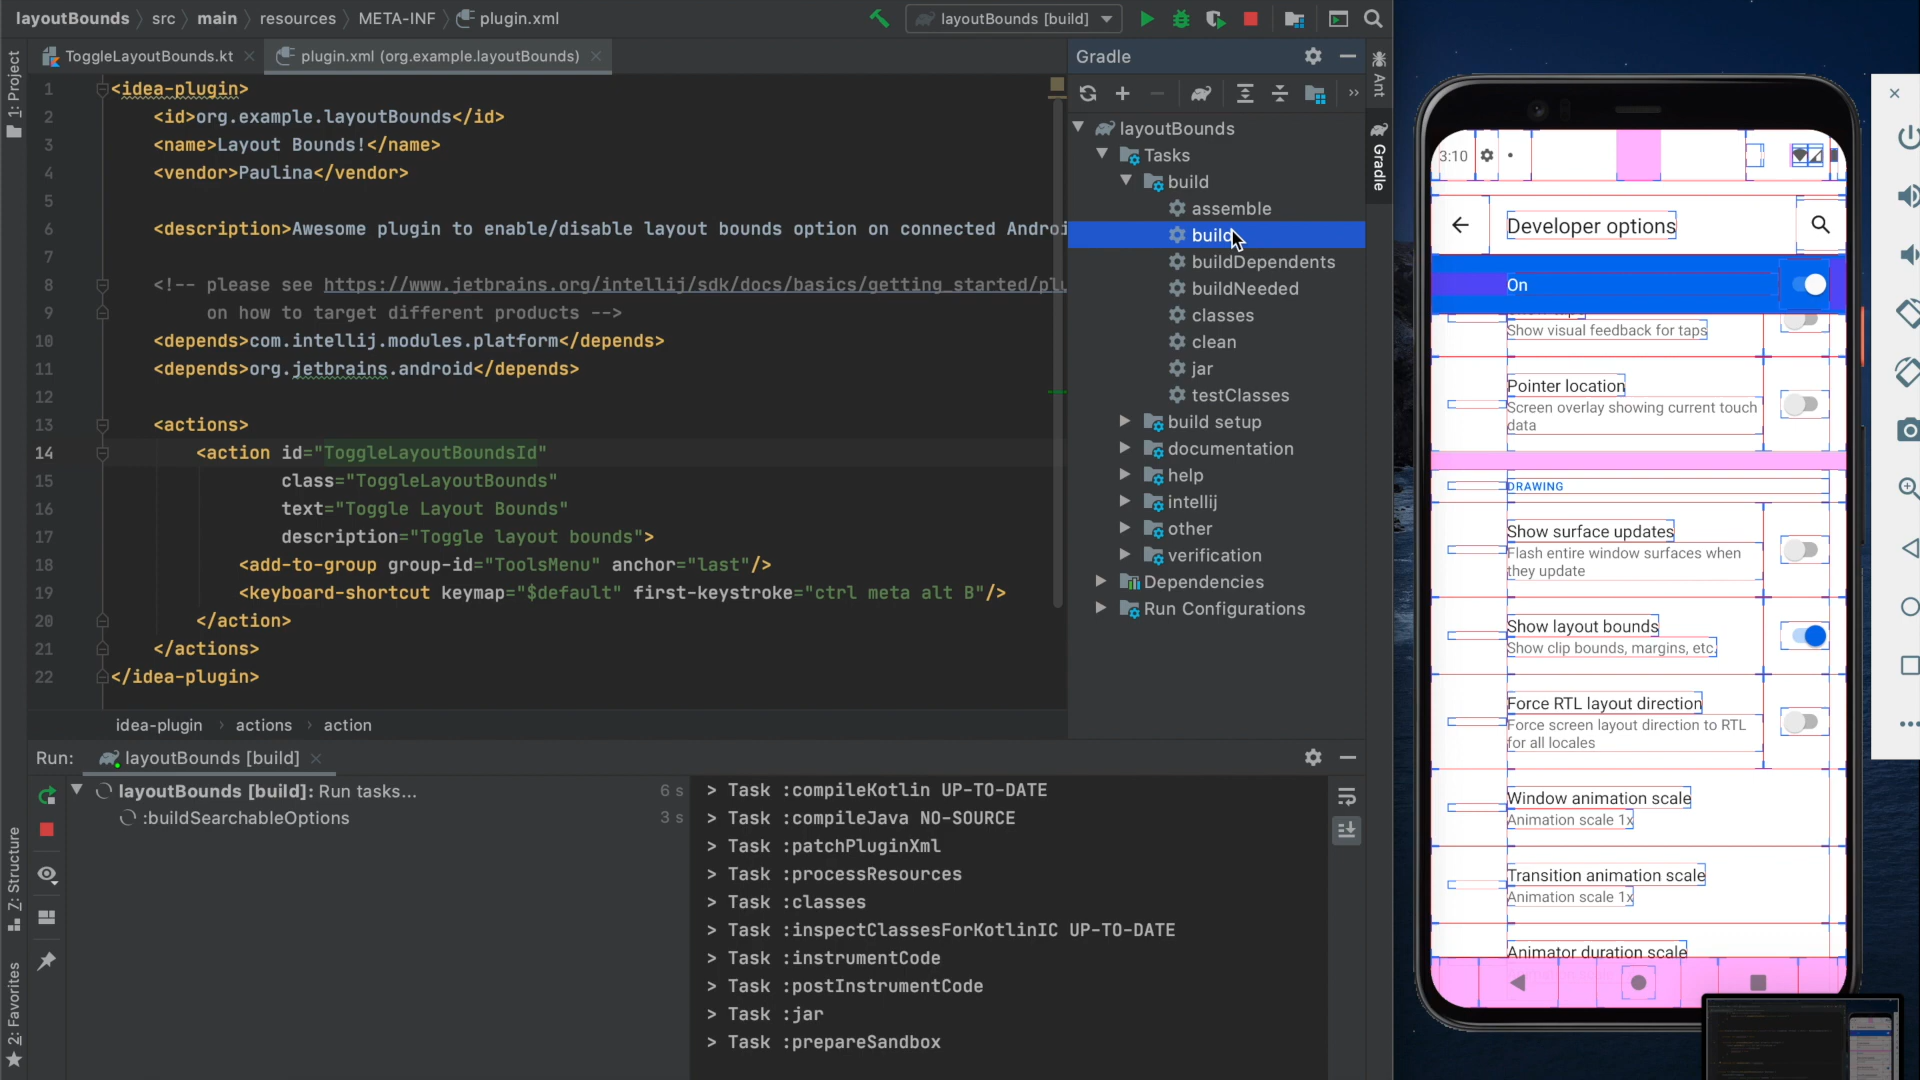 layoutBounds src main resources META-INF plugin.xml
layoutBounds [build]
ToggleLayoutBounds.kt
plugin.xml (org.example.layoutBounds)
1: Project
1 <idea-plugin>
2 <id>org.example.layoutBounds</id>
3 <name>Layout Bounds!</name>
4 <vendor>Paulina</vendor>
5
6 <description>Awesome plugin to enable/disable layout bounds option on connected Androi
7
8 <!-- please see https://www.jetbrains.org/intellij/sdk/docs/basics/getting_started/plu
9 on how to target different products -->
10 <depends>com.intellij.modules.platform</depends>
11 <depends>org.jetbrains.android</depends>
12
13 <actions>
14 <action id="ToggleLayoutBoundsId"
15 class="ToggleLayoutBounds"
16 text="Toggle Layout Bounds"
17 description="Toggle layout bounds">
18 <add-to-group group-id="ToolsMenu" anchor="last"/>
19 <keyboard-shortcut keymap="$default" first-keystroke="ctrl meta alt B"/>
20 </action>
21 </actions>
22 </idea-plugin>
idea-plugin actions action
Gradle
layoutBounds
Tasks
build
assemble
build
buildDependents
buildNeeded
classes
clean
jar
testClasses
build setup
documentation
help
intellij
other
verification
Dependencies
Run Configurations
Ant
Gradle
Run: layoutBounds [build]
layoutBounds [build]: Run tasks... 6 s
:buildSearchableOptions 3 s
> Task :compileKotlin UP-TO-DATE
> Task :compileJava NO-SOURCE
> Task :patchPluginXml
> Task :processResources
> Task :classes
> Task :inspectClassesForKotlinIC UP-TO-DATE
> Task :instrumentCode
> Task :postInstrumentCode
> Task :jar
> Task :prepareSandbox
Z: Structure
2: Favorites
3:10
Developer options
On
Show visual feedback for taps
Pointer location
Screen overlay showing current touch
data
DRAWING
Show surface updates
Flash entire window surfaces when
they update
Show layout bounds
Show clip bounds, margins, etc.
Force RTL layout direction
Force screen layout direction to RTL
for all locales
Window animation scale
Animation scale 1x
Transition animation scale
Animation scale 1x
Animator duration scale